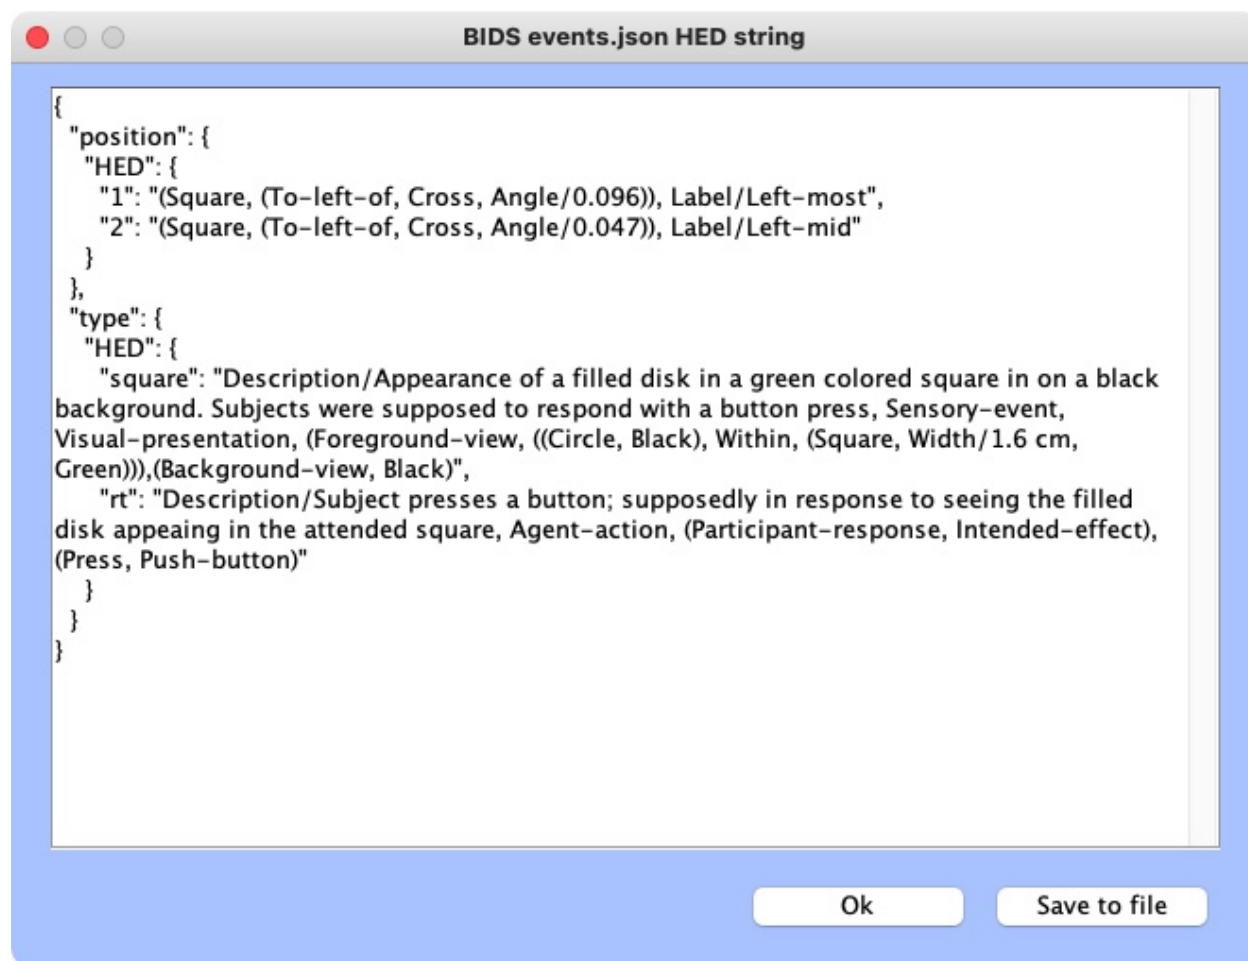 BIDS events.json HED string
{
  "position": {
    "HED": {
      "1": "(Square, (To-left-of, Cross, Angle/0.096)), Label/Left-most",
      "2": "(Square, (To-left-of, Cross, Angle/0.047)), Label/Left-mid"
    }
  },
  "type": {
    "HED": {
      "square": "Description/Appearance of a filled disk in a green colored square in on a black
background. Subjects were supposed to respond with a button press, Sensory-event,
Visual-presentation, (Foreground-view, ((Circle, Black), Within, (Square, Width/1.6 cm,
Green))),(Background-view, Black)",
      "rt": "Description/Subject presses a button; supposedly in response to seeing the filled
disk appeaing in the attended square, Agent-action, (Participant-response, Intended-effect),
(Press, Push-button)"
    }
  }
}
Ok
Save to file